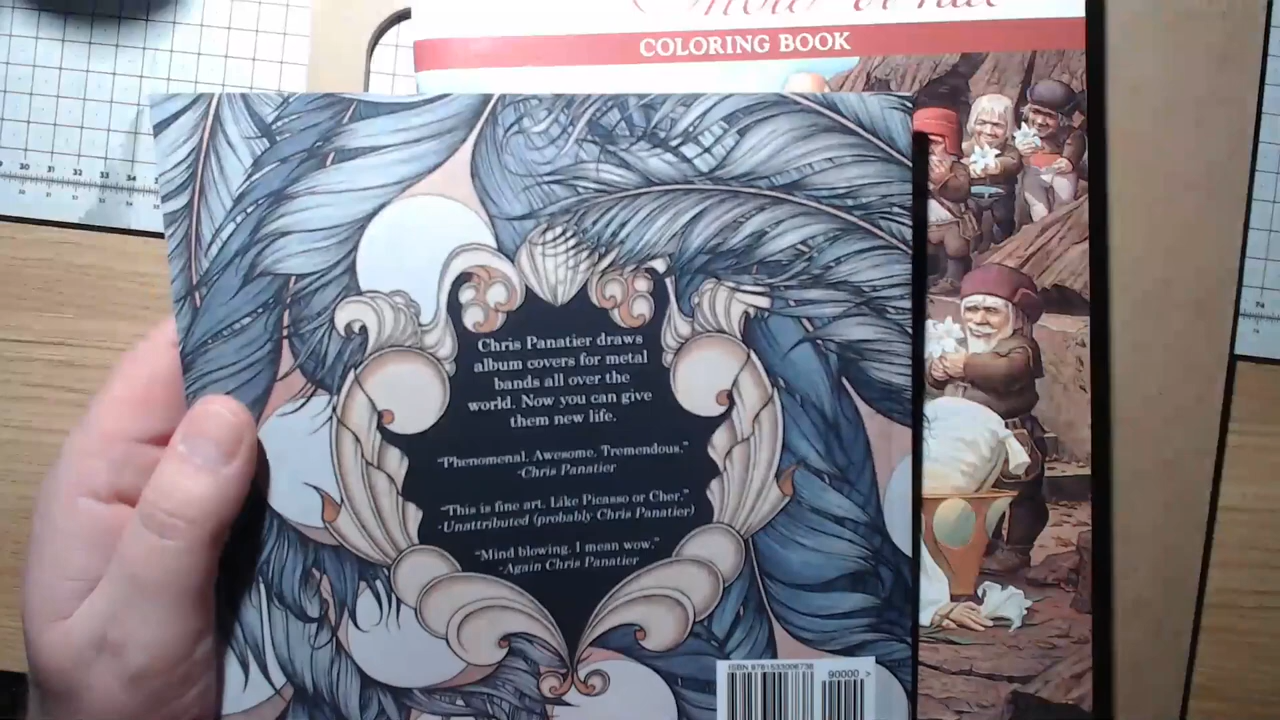 COLORING BOOK
Chris Panatier draws
album covers for metal
bands all over the
world. Now you can give
them new life.
"Phenomenal. Awesome. Tremendous."
-Chris Panatier
"This is fine art. Like Picasso or Cher."
-Unattributed (probably Chris Panatier)
"Mind blowing. I mean wow."
-Again Chris Panatier
90000 >